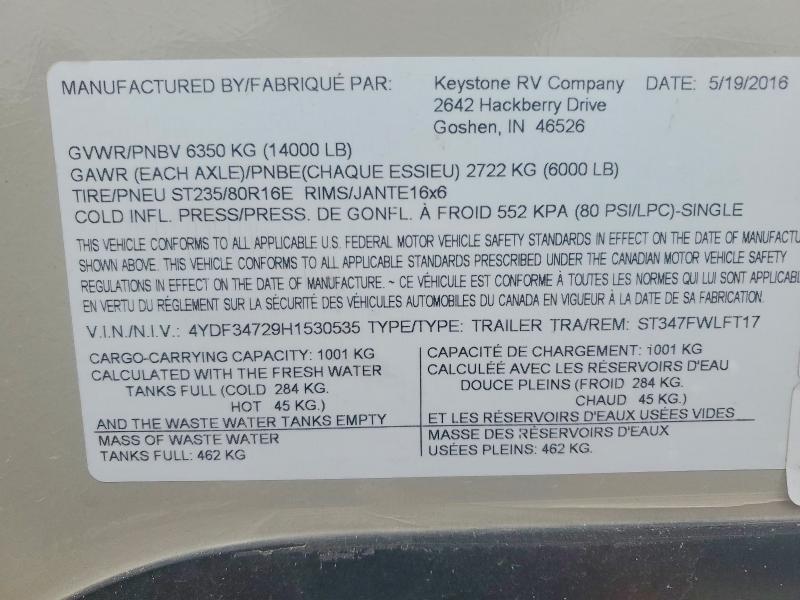 MANUFACTURED BY/FABRIQUÉ PAR: Keystone RV Company DATE: 5/19/2016
2642 Hackberry Drive
Goshen, IN 46526
GVWR/PNBV 6350 KG (14000 LB)
GAWR (EACH AXLE)/PNBE(CHAQUE ESSIEU) 2722 KG (6000 LB)
TIRE/PNEU ST235/80R16E RIMS/JANTE16x6
COLD INFL. PRESS/PRESS. DE GONFL. À FROID 552 KPA (80 PSI/LPC)-SINGLE
THIS VEHICLE CONFORMS TO ALL APPLICABLE U.S. FEDERAL MOTOR VEHICLE SAFETY STANDARDS IN EFFECT ON THE DATE OF MANUFACTU
SHOWN ABOVE. THIS VEHICLE CONFORMS TO ALL APPLICABLE STANDARDS PRESCRIBED UNDER THE CANADIAN MOTOR VEHICLE SAFETY
REGULATIONS IN EFFECT ON THE DATE OF MANUFACTURE. ~ CE VÉHICULE EST CONFORME À TOUTES LES NORMES QUI LUI SONT APPLICABL
EN VERTU DU RÉGLEMENT SUR LA SÉCURITÉ DES VÉHICULES AUTOMOBILES DU CANADA EN VIGUEUR À LA DATE DE SA FABRICATION.
V.I.N./N.I.V.: 4YDF34729H1530535 TYPE/TYPE: TRAILER TRA/REM: ST347FWLFT17
CARGO-CARRYING CAPACITY: 1001 KG
CALCULATED WITH THE FRESH WATER
TANKS FULL (COLD 284 KG.
HOT 45 KG.)
AND THE WASTE WATER TANKS EMPTY
MASS OF WASTE WATER
TANKS FULL: 462 KG
CAPACITÉ DE CHARGEMENT: 1001 KG
CALCULÉE AVEC LES RÉSERVOIRS D'EAU
DOUCE PLEINS (FROID 284 KG.
CHAUD 45 KG.)
ET LES RÉSERVOIRS D'EAUX USÉES VIDES
MASSE DES RÉSERVOIRS D'EAUX
USÉES PLEINS: 462 KG.